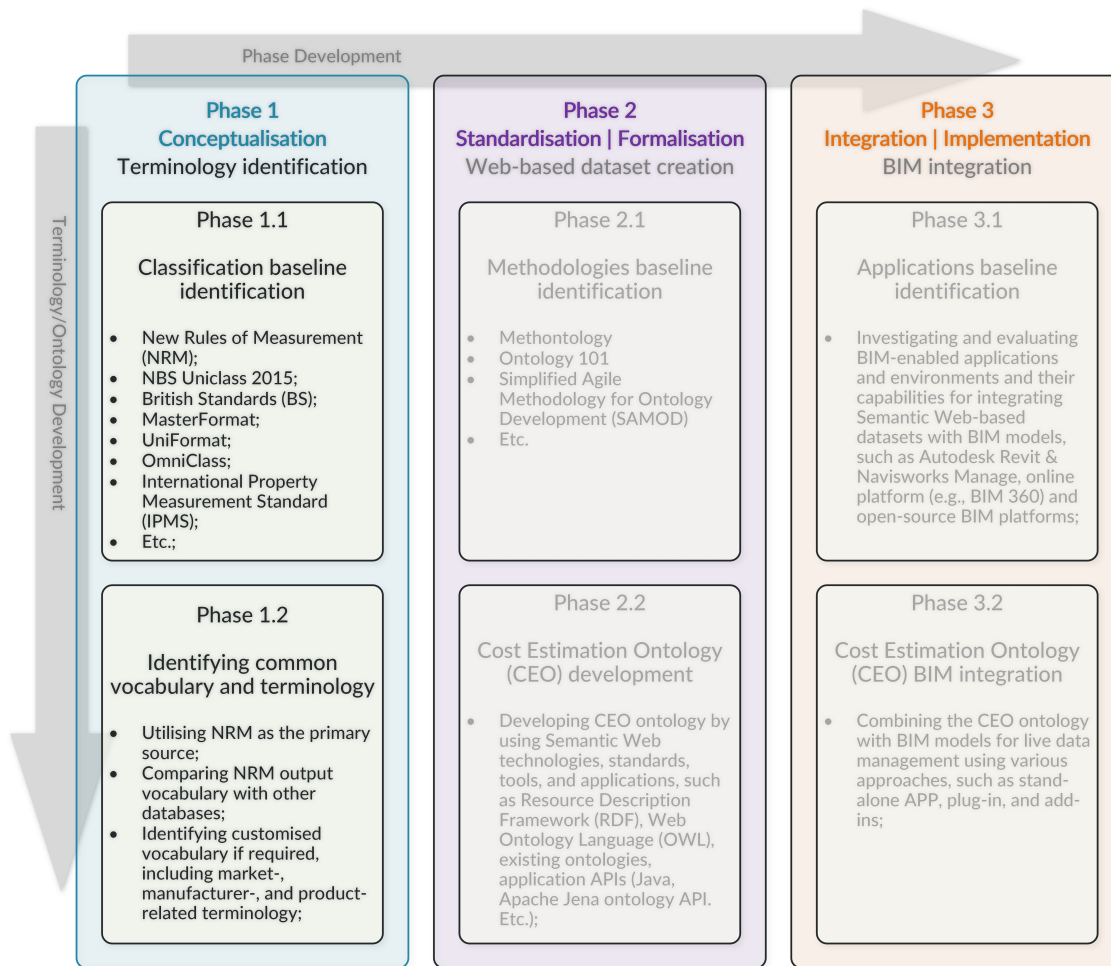 Phase Development
Terminology/Ontology Development
Phase 1
Conceptualisation
Terminology identification
Phase 1.1
Classification baseline
identification
• New Rules of Measurement
(NRM);
• NBS Uniclass 2015;
• British Standards (BS);
• MasterFormat;
• UniFormat;
• OmniClass;
• International Property
Measurement Standard
(IPMS);
• Etc.;
Phase 1.2
Identifying common
vocabulary and terminology
• Utilising NRM as the primary
source;
• Comparing NRM output
vocabulary with other
databases;
• Identifying customised
vocabulary if required,
including market-,
manufacturer-, and product-
related terminology;
Phase 2
Standardisation | Formalisation
Web-based dataset creation
Phase 2.1
Methodologies baseline
identification
• Methontology
• Ontology 101
• Simplified Agile
Methodology for Ontology
Development (SAMOD)
• Etc.
Phase 2.2
Cost Estimation Ontology
(CEO) development
• Developing CEO ontology by
using Semantic Web
technologies, standards,
tools, and applications, such
as Resource Description
Framework (RDF), Web
Ontology Language (OWL),
existing ontologies,
application APIs (Java,
Apache Jena ontology API.
Etc.);
Phase 3
Integration | Implementation
BIM integration
Phase 3.1
Applications baseline
identification
• Investigating and evaluating
BIM-enabled applications
and environments and their
capabilities for integrating
Semantic Web-based
datasets with BIM models,
such as Autodesk Revit &
Navisworks Manage, online
platform (e.g., BIM 360) and
open-source BIM platforms;
Phase 3.2
Cost Estimation Ontology
(CEO) BIM integration
• Combining the CEO ontology
with BIM models for live data
management using various
approaches, such as stand-
alone APP, plug-in, and add-
ins;